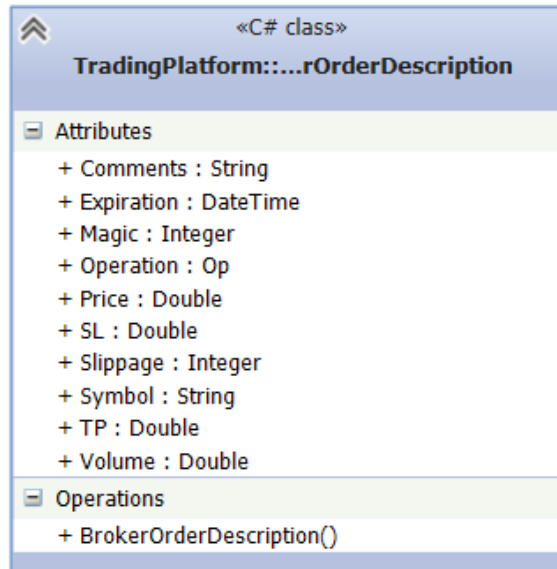 «C# class»
TradingPlatform::...rOrderDescription
Attributes
+ Comments : String
+ Expiration : DateTime
+ Magic : Integer
+ Operation : Op
+ Price : Double
+ SL : Double
+ Slippage : Integer
+ Symbol : String
+ TP : Double
+ Volume : Double
Operations
+ BrokerOrderDescription()